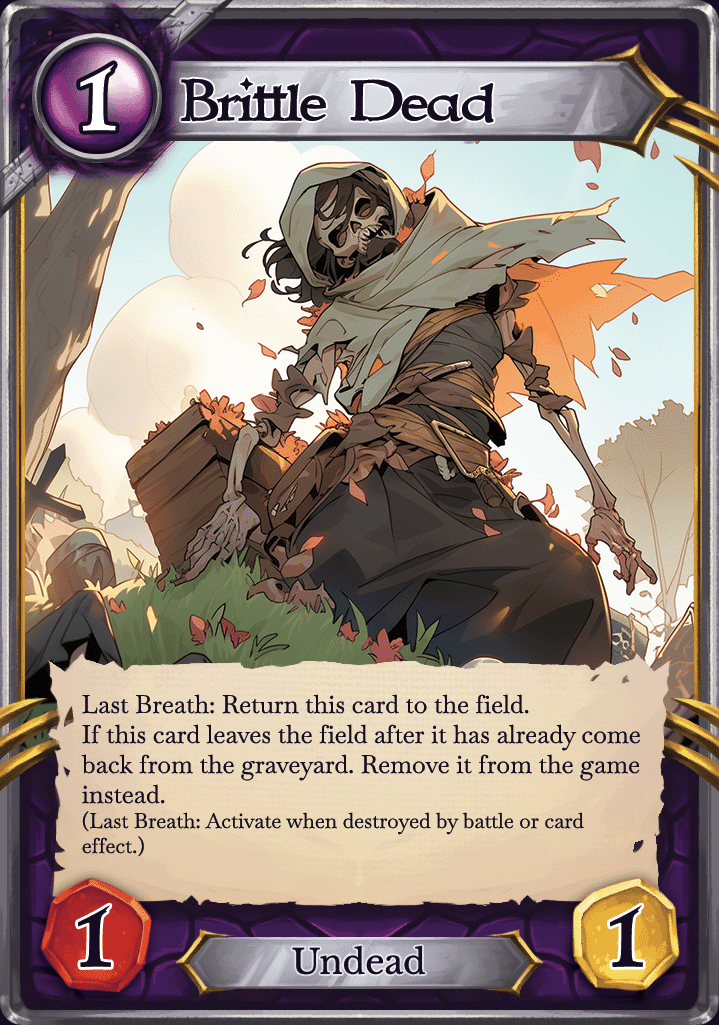 1
Brittle Dead
Last Breath: Return this card to the field.
If this card leaves the field after it has already come
back from the graveyard. Remove it from the game
instead.
(Last Breath: Activate when destroyed by battle or card
effect.)
1
Undead
1